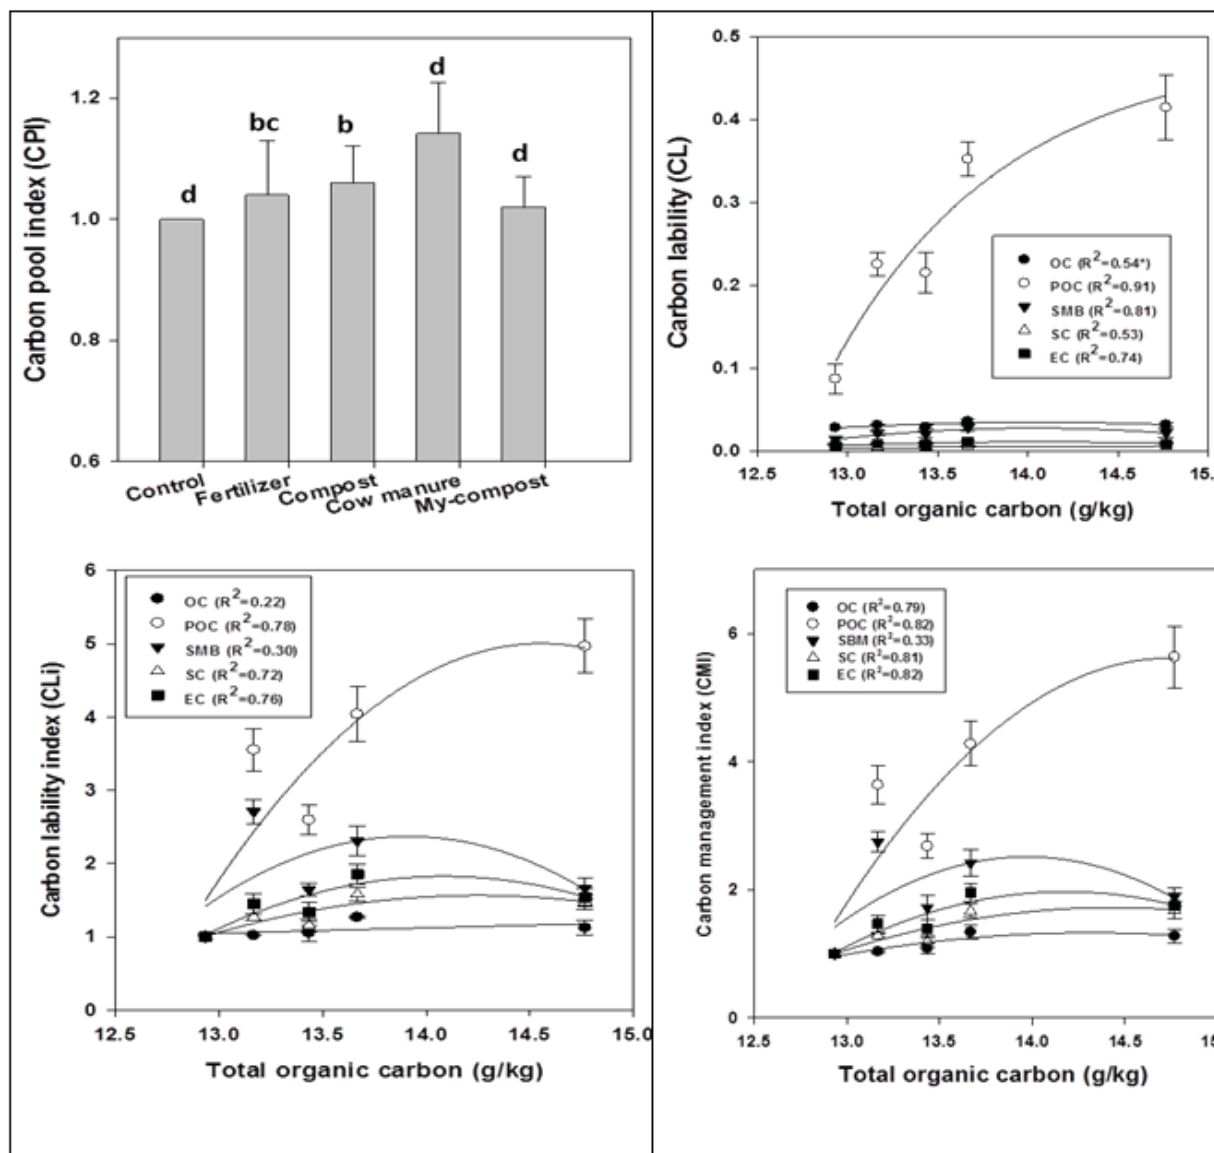 Carbon pool index (CPI)
1.2
1.0
0.8
0.6
d
bc
b
d
d
Control
Fertilizer
Compost
Cow manure
My-compost
Carbon lability (CL)
0.5
0.4
0.3
0.2
0.1
0.0
OC (R²=0.54*)
POC (R²=0.91)
SMB (R²=0.81)
SC (R²=0.53)
EC (R²=0.74)
12.5 13.0 13.5 14.0 14.5 15.
Total organic carbon (g/kg)
Carbon lability index (CLi)
6
5
4
3
2
1
0
OC (R²=0.22)
POC (R²=0.78)
SMB (R²=0.30)
SC (R²=0.72)
EC (R²=0.76)
12.5 13.0 13.5 14.0 14.5 15.0
Total organic carbon (g/kg)
Carbon management index (CMI)
6
4
2
0
OC (R²=0.79)
POC (R²=0.82)
SBM (R²=0.33)
SC (R²=0.81)
EC (R²=0.82)
12.5 13.0 13.5 14.0 14.5 15
Total organic carbon (g/kg)